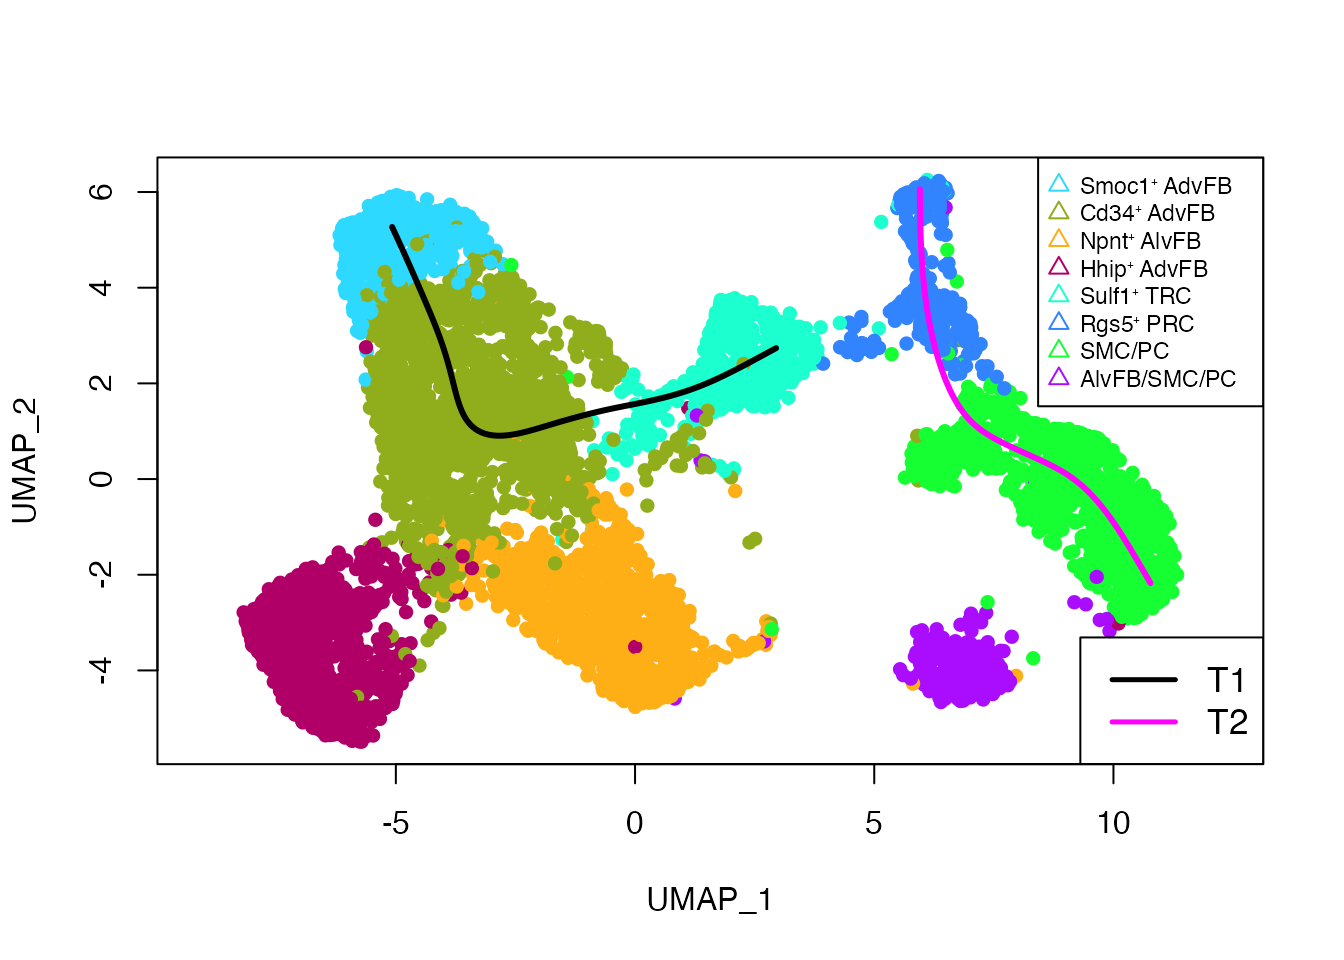 6
4
2
0
-2
-4
UMAP_2
-5
0
5
10
UMAP_1
Smoc1⁺ AdvFB
Cd34⁺ AdvFB
Npnt⁺ AlvFB
Hhip⁺ AdvFB
Sulf1⁺ TRC
Rgs5⁺ PRC
SMC/PC
AlvFB/SMC/PC
T1
T2